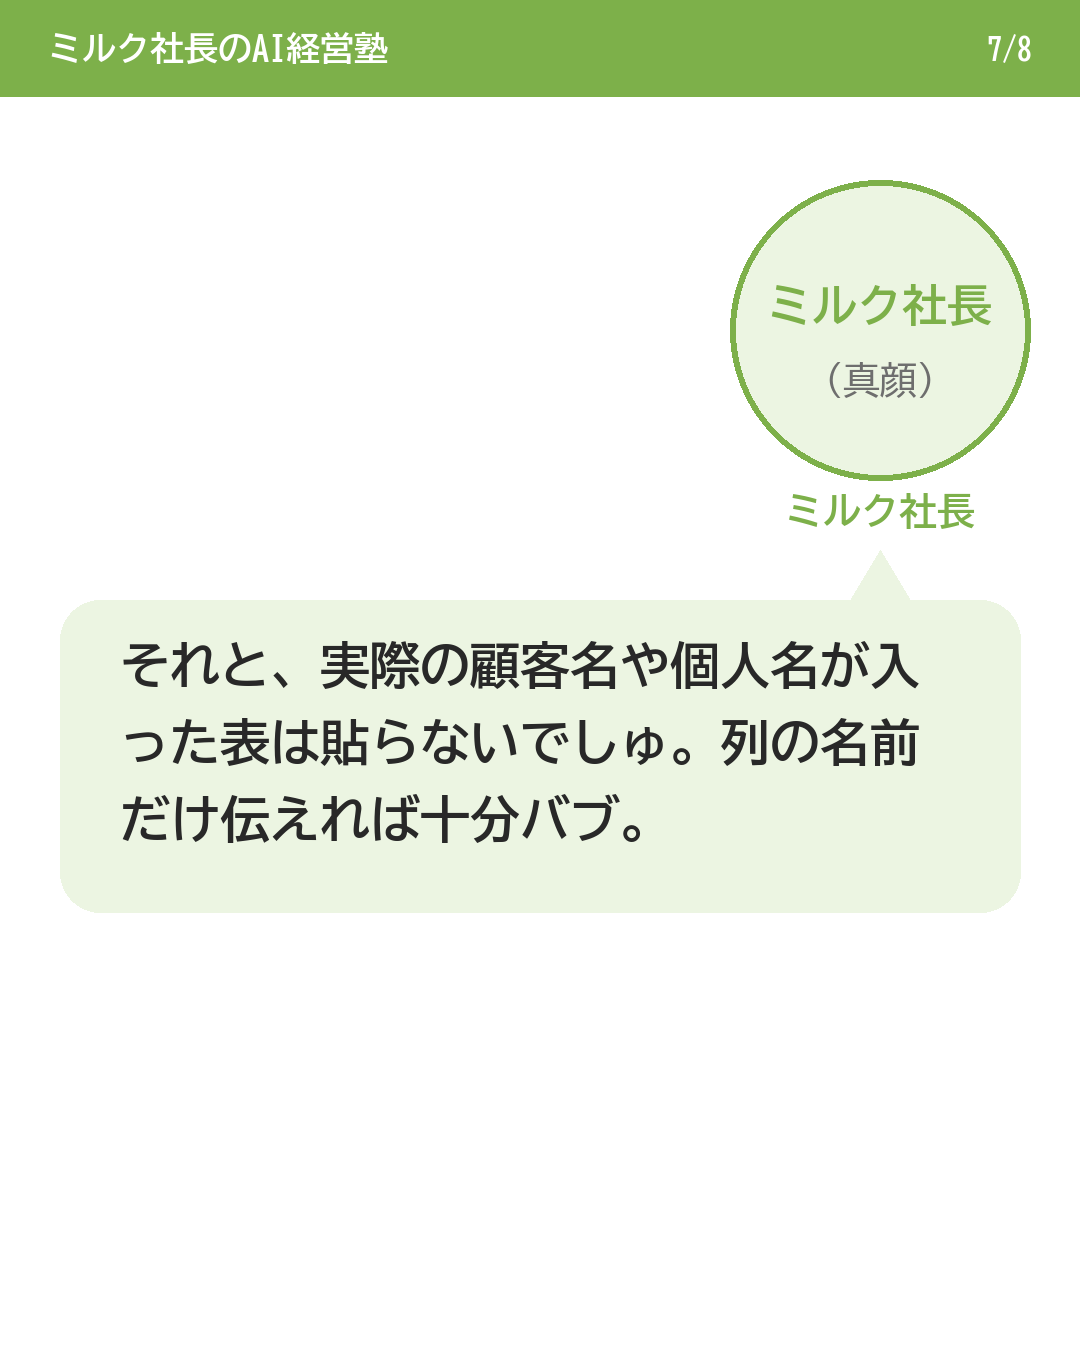 ミルク社長のAI経営塾
7/8
ミルク社長
（真顔）
ミルク社長
それと、実際の顧客名や個人名が入
った表は貼らないでしゅ。列の名前
だけ伝えれば十分バブ。